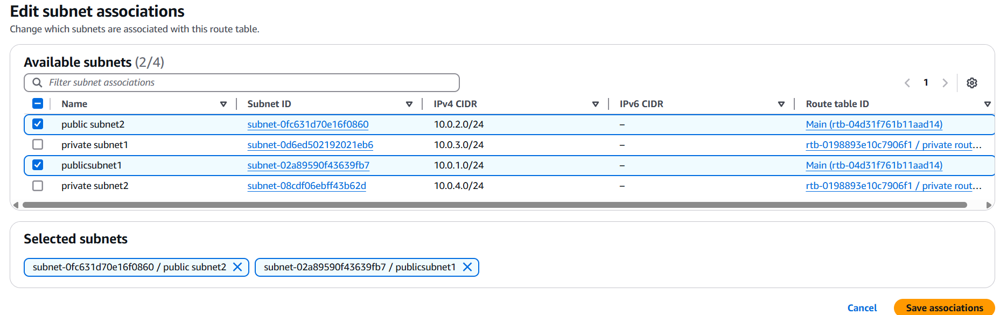 Edit subnet associations
Change which subnets are associated with this route table.
Available subnets (2/4)
Filter subnet associations
1
Name Subnet ID IPv4 CIDR IPv6 CIDR Route table ID
public subnet2 subnet-0fc631d70e16f0860 10.0.2.0/24 – Main (rtb-04d31f761b11aad14)
private subnet1 subnet-0d6ed502192021eb6 10.0.3.0/24 – rtb-0198893e10c7906f1 / private rout...
publicsubnet1 subnet-02a89590f43639fb7 10.0.1.0/24 – Main (rtb-04d31f761b11aad14)
private subnet2 subnet-08cdf06ebff43b62d 10.0.4.0/24 – rtb-0198893e10c7906f1 / private rout...
Selected subnets
subnet-0fc631d70e16f0860 / public subnet2 subnet-02a89590f43639fb7 / publicsubnet1
Cancel Save associations